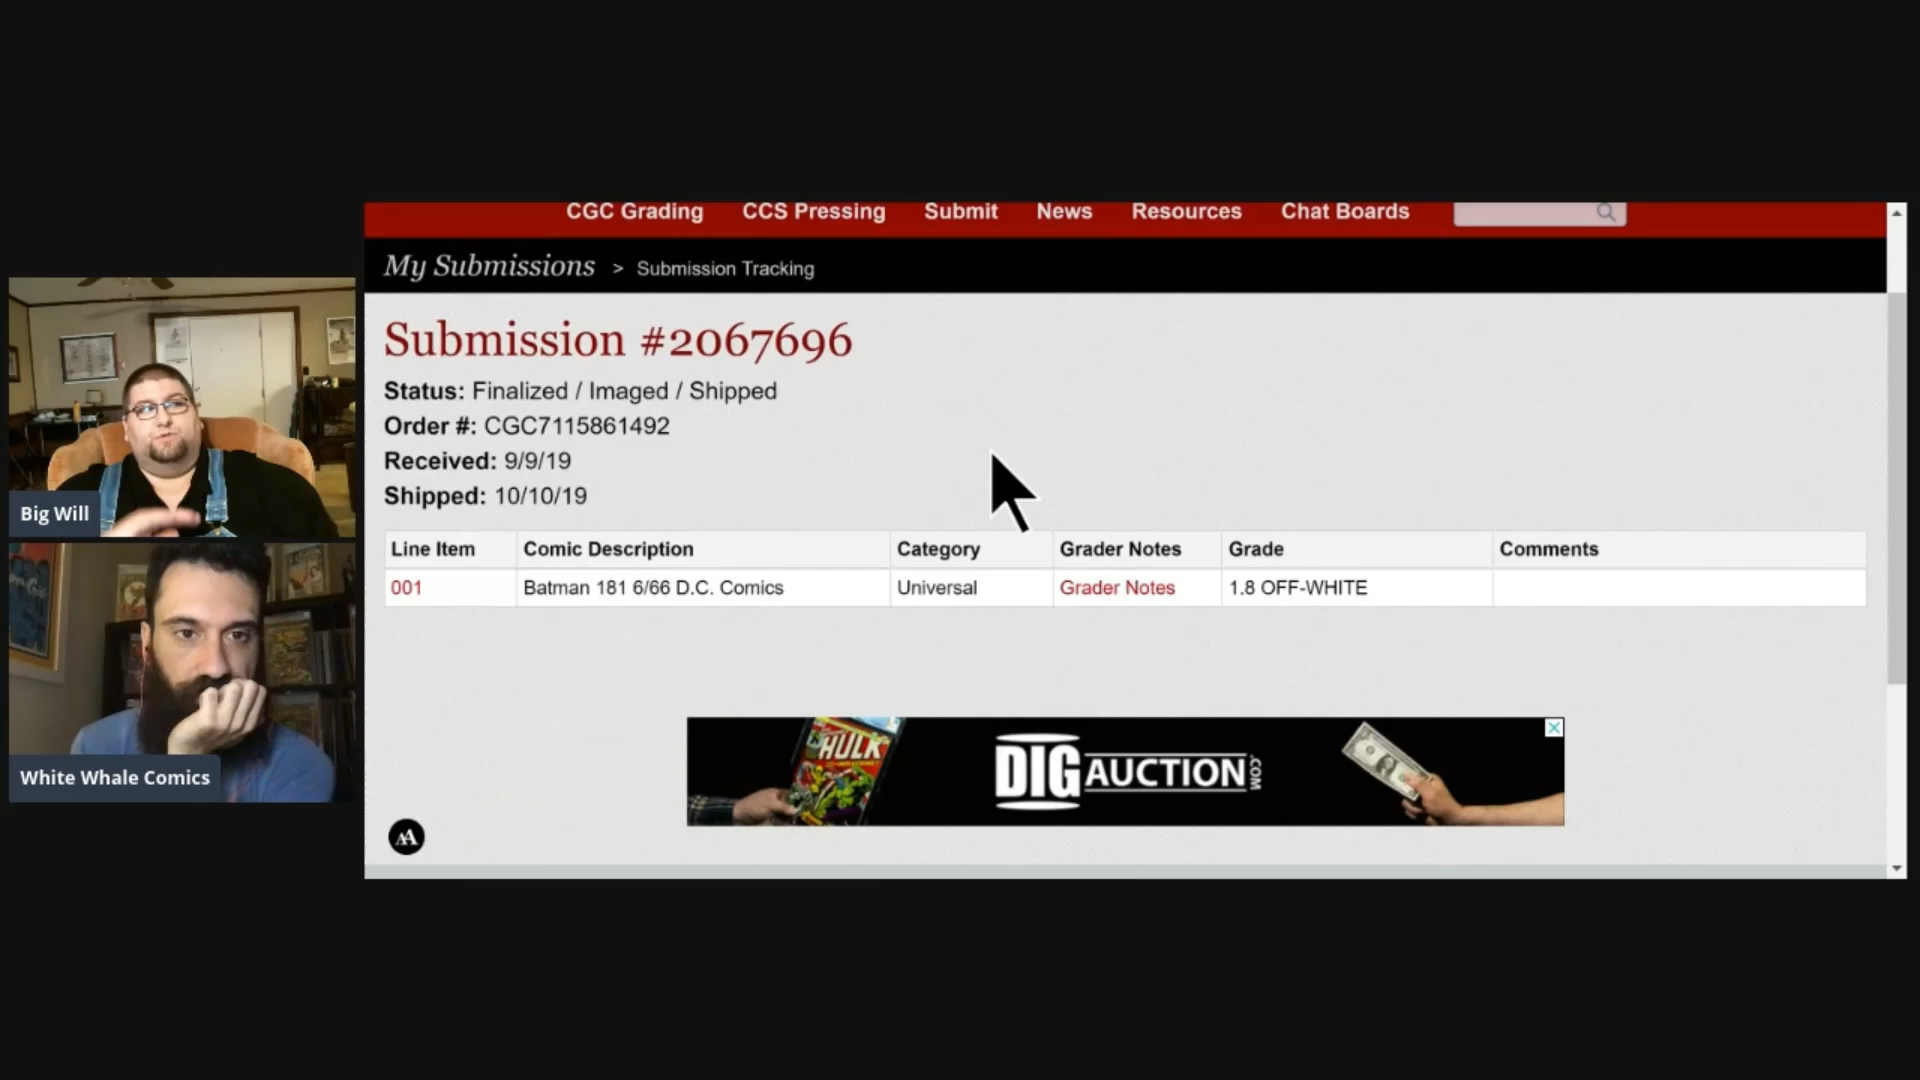 CGC Grading CCS Pressing Submit News Resources Chat Boards
My Submissions > Submission Tracking
Submission #2067696
Status: Finalized / Imaged / Shipped
Order #: CGC7115861492
Received: 9/9/19
Shipped: 10/10/19
Line Item Comic Description Category Grader Notes Grade Comments
001 Batman 181 6/66 D.C. Comics Universal Grader Notes 1.8 OFF-WHITE
HULK
DIG AUCTION .COM
AA
Big Will
White Whale Comics